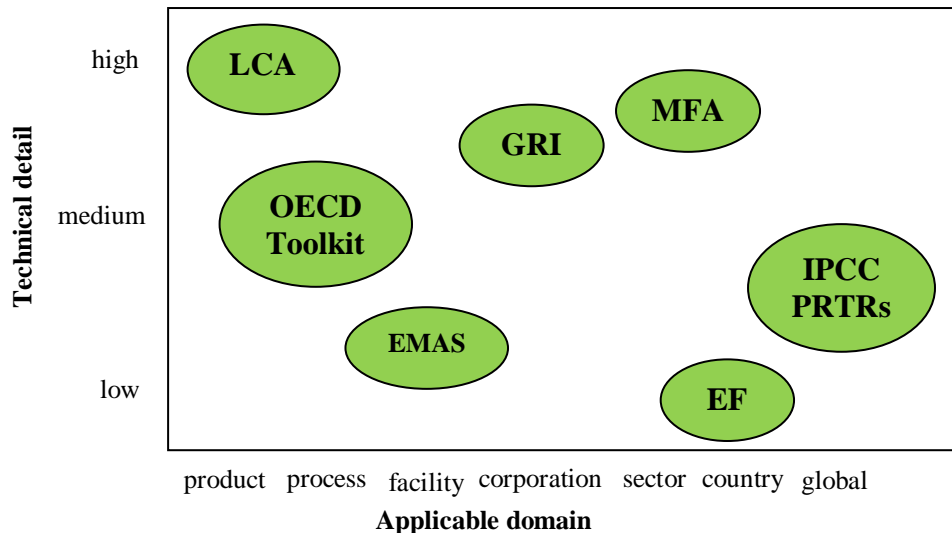 high
LCA
MFA
GRI
Technical detail
medium
OECD
Toolkit
IPCC
PRTRs
EMAS
low
EF
product process facility corporation sector country global
Applicable domain